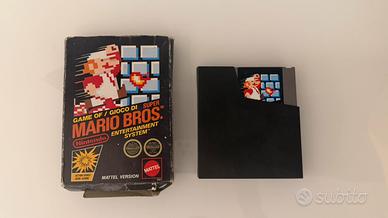 GAME OF / GIOCO DI SUPER
MARIO BROS.
Nintendo
ENTERTAINMENT
SYSTEM
MATTEL
MATTEL VERSION
subito